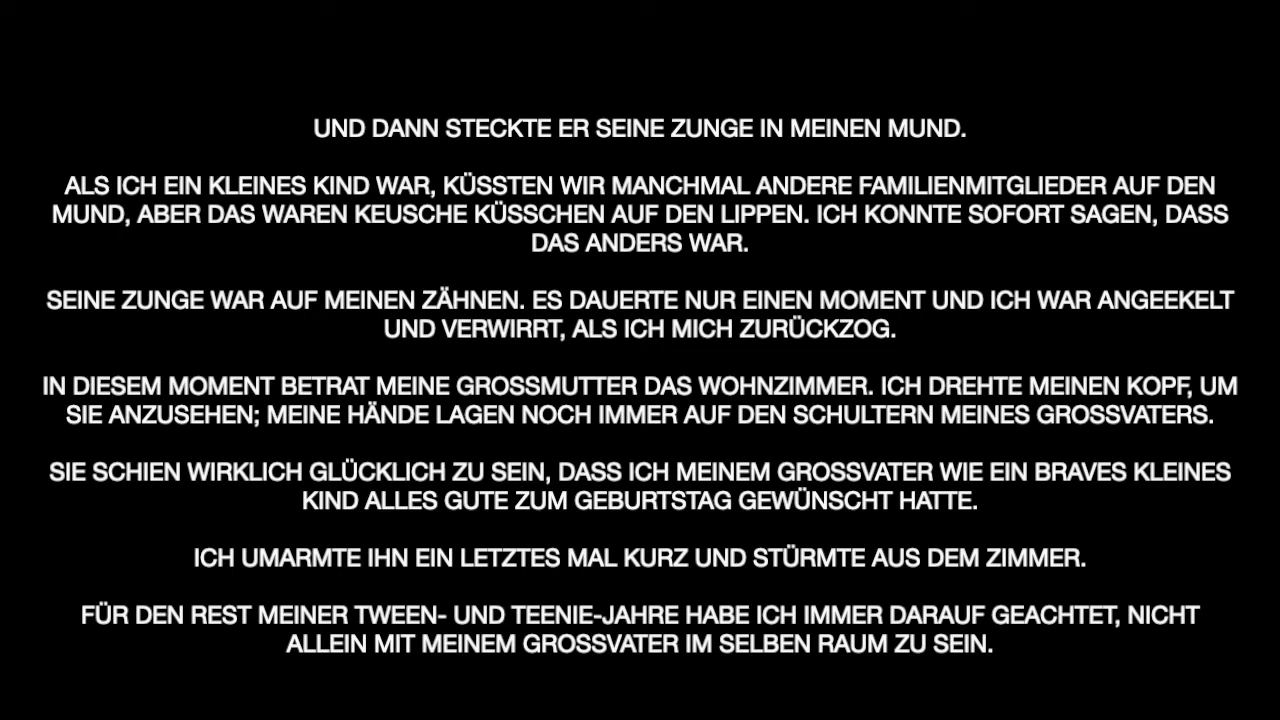 UND DANN STECKTE ER SEINE ZUNGE IN MEINEN MUND.
ALS ICH EIN KLEINES KIND WAR, KÜSSTEN WIR MANCHMAL ANDERE FAMILIENMITGLIEDER AUF DEN
MUND, ABER DAS WAREN KEUSCHE KÜSSCHEN AUF DEN LIPPEN. ICH KONNTE SOFORT SAGEN, DASS
DAS ANDERS WAR.
SEINE ZUNGE WAR AUF MEINEN ZÄHNEN. ES DAUERTE NUR EINEN MOMENT UND ICH WAR ANGEEKELT
UND VERWIRRT, ALS ICH MICH ZURÜCKZOG.
IN DIESEM MOMENT BETRAT MEINE GROSSMUTTER DAS WOHNZIMMER. ICH DREHTE MEINEN KOPF, UM
SIE ANZUSEHEN; MEINE HÄNDE LAGEN NOCH IMMER AUF DEN SCHULTERN MEINES GROSSVATERS.
SIE SCHIEN WIRKLICH GLÜCKLICH ZU SEIN, DASS ICH MEINEM GROSSVATER WIE EIN BRAVES KLEINES
KIND ALLES GUTE ZUM GEBURTSTAG GEWÜNSCHT HATTE.
ICH UMARMTE IHN EIN LETZTES MAL KURZ UND STÜRMTE AUS DEM ZIMMER.
FÜR DEN REST MEINER TWEEN- UND TEENIE-JAHRE HABE ICH IMMER DARAUF GEACHTET, NICHT
ALLEIN MIT MEINEM GROSSVATER IM SELBEN RAUM ZU SEIN.